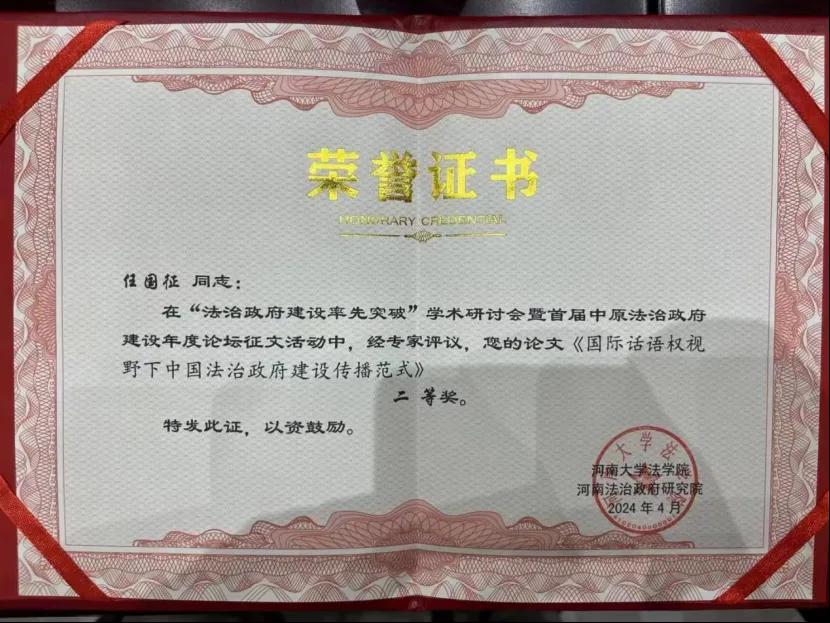 荣誉证书
HONORARY CREDENTIAL
任国征 同志：
在“法治政府建设率先突破”学术研讨会暨首届中原法治政府
建设年度论坛征文活动中，经专家评议，您的论文《国际话语权视
野下中国法治政府建设传播范式》
二 等奖。
特发此证，以资鼓励。
河南大学法学院
河南法治政府研究院
2024 年 4 月